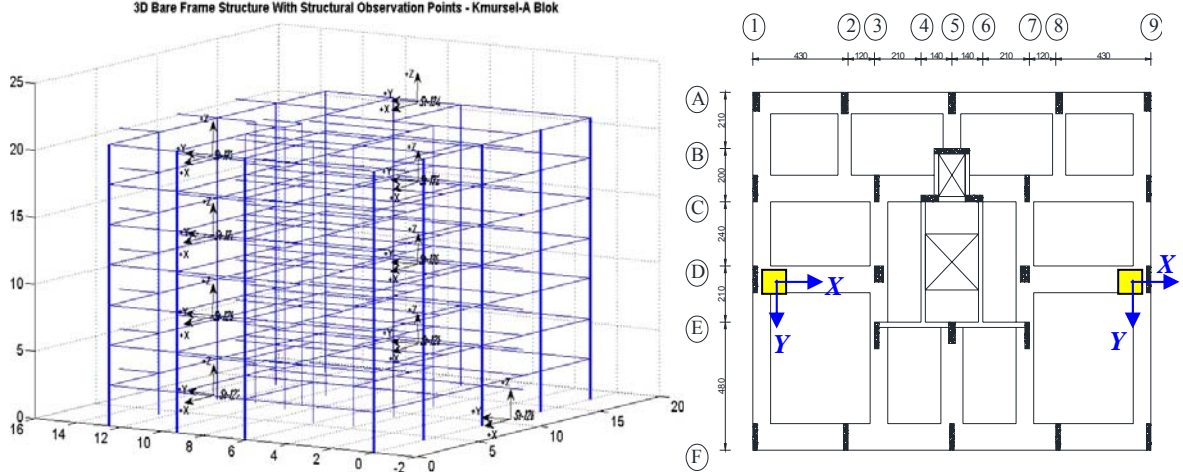 3D Bare Frame Structure With Structural Observation Points - Kmursel-A Blok
25
20
15
10
5
0
16
14
12
10
8
6
4
2
0
-2
0
5
10
15
20
+Z
+Y
+X
+Z
+Y
+X
+Z
+Y
+X
+Z
+Y
+X
+Z
+Y
+X
+Z
+Y
+X
+Z
+Y
+X
+Z
+Y
+X
+Z
+Y
+X
1 2 3 4 5 6 7 8 9
430 120 210 140 140 210 120 430
A
210
B
200
C
240
D
210
E
480
F
X
Y
X
Y